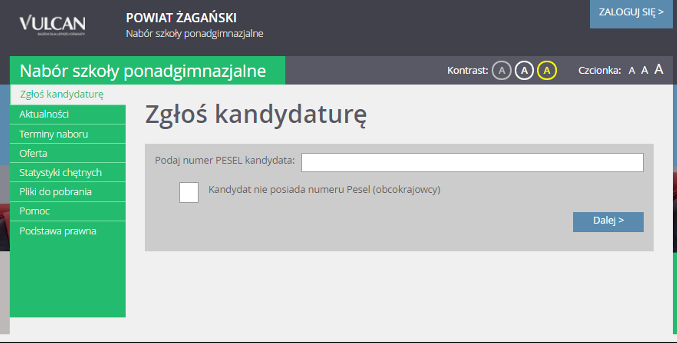 VULCAN
POWIAT ŻAGAŃSKI
Nabór szkoły ponadgimnazjalne
ZALOGUJ SIĘ >
Nabór szkoły ponadgimnazjalne
Kontrast: A A A Czcionka: A A A
Zgłoś kandydaturę
Aktualności
Terminy naboru
Oferta
Statystyki chętnych
Pliki do pobrania
Pomoc
Podstawa prawna
Zgłoś kandydaturę
Podaj numer PESEL kandydata:
Kandydat nie posiada numeru Pesel (obcokrajowcy)
Dalej >